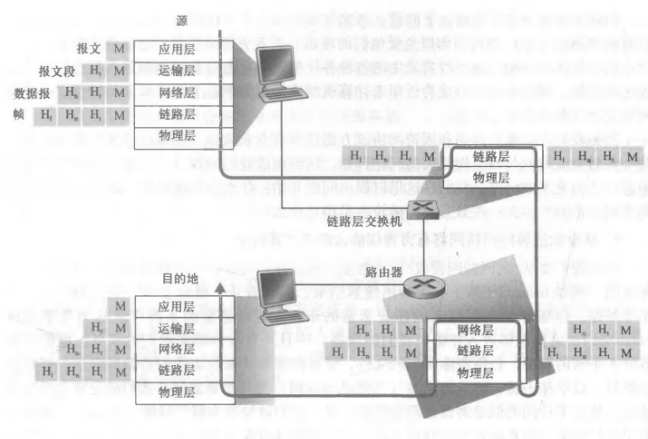 源
报文 M 应用层
报文段 Ht M 运输层
数据报 Hn Ht M 网络层
帧 Hl Hn Ht M 链路层
物理层
Hl Hn Ht M 链路层 Hl Hn Ht M
物理层
链路层交换机
目的地
路由器
M 应用层
Ht M 运输层
Hn Ht M 网络层
Hl Hn Ht M 链路层
物理层
Hn Ht M 网络层 Hn Ht M
Hl Hn Ht M 链路层 Hl Hn Ht M
物理层